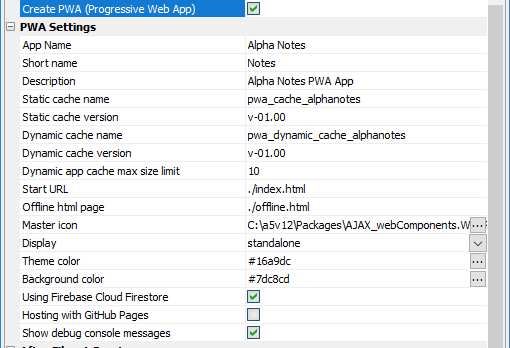 Create PWA (Progressive Web App)
PWA Settings
App Name Alpha Notes
Short name Notes
Description Alpha Notes PWA App
Static cache name pwa_cache_alphanotes
Static cache version v-01.00
Dynamic cache name pwa_dynamic_cache_alphanotes
Dynamic cache version v-01.00
Dynamic app cache max size limit 10
Start URL ./index.html
Offline html page ./offline.html
Master icon C:\a5v12\Packages\AJAX_webComponents.W ...
Display standalone
Theme color #16a9dc ...
Background color #7dc8cd ...
Using Firebase Cloud Firestore
Hosting with GitHub Pages
Show debug console messages